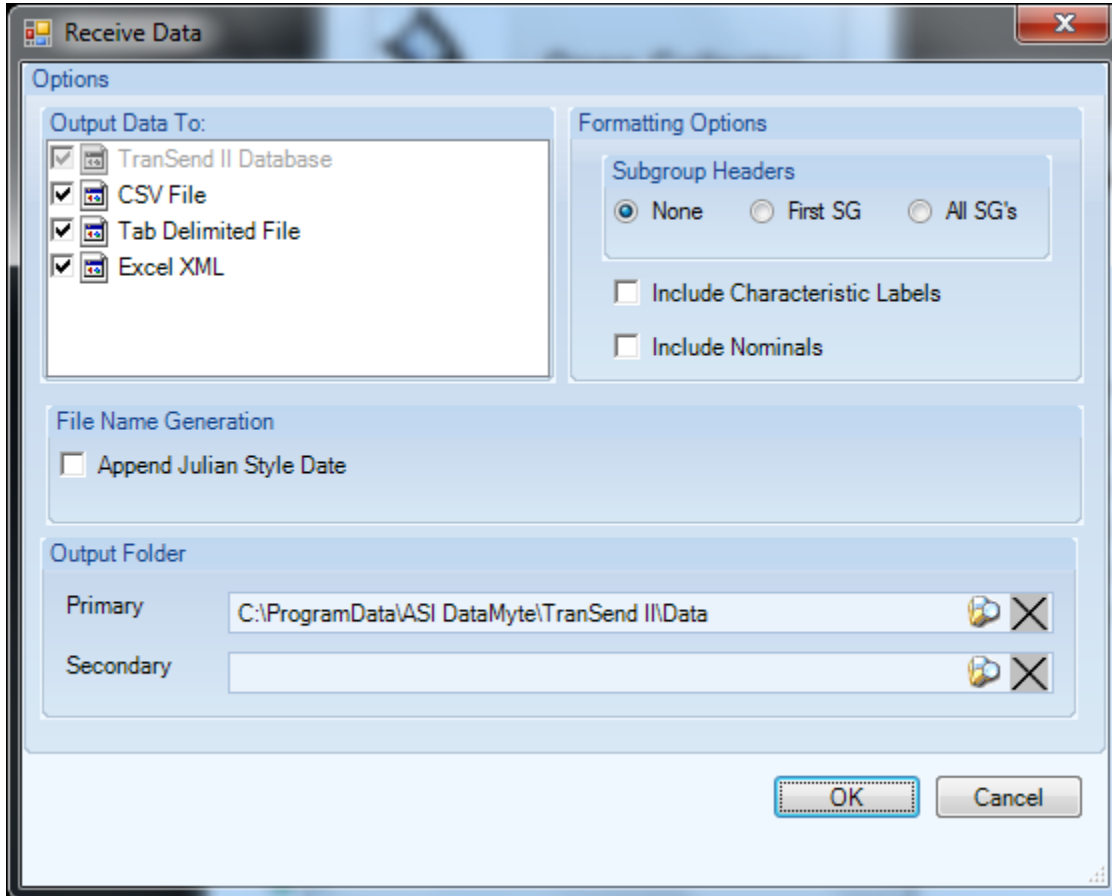 Receive Data
Options
Output Data To:
TranSend II Database
CSV File
Tab Delimited File
Excel XML
Formatting Options
Subgroup Headers
None First SG All SG's
Include Characteristic Labels
Include Nominals
File Name Generation
Append Julian Style Date
Output Folder
Primary C:\ProgramData\ASI DataMyte\TranSend II\Data
Secondary
OK Cancel